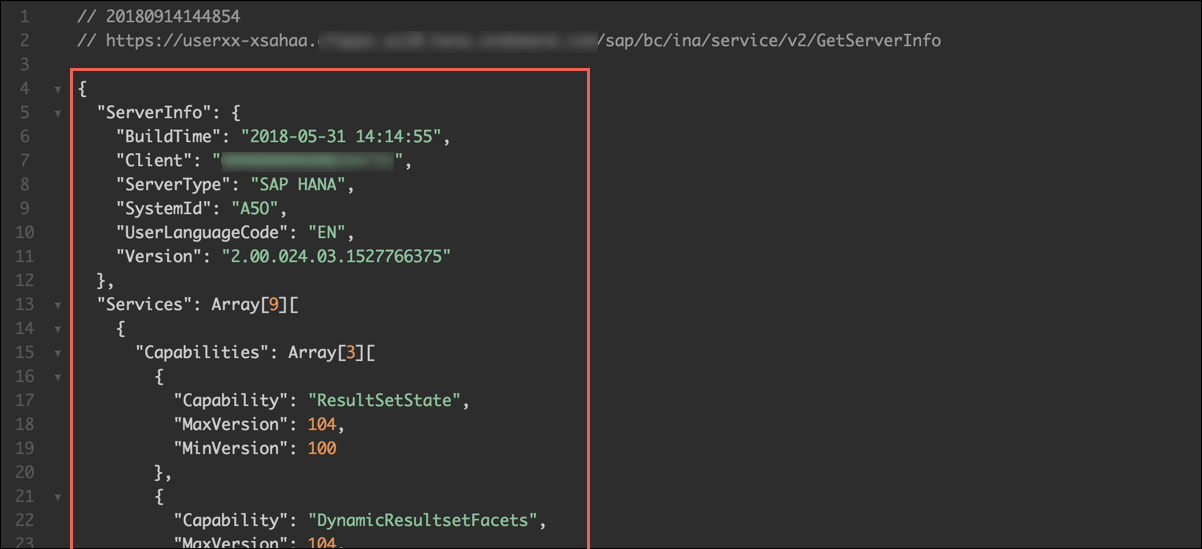 1 // 20180914144854
2 // https://userxx-xsahaa. /sap/bc/ina/service/v2/GetServerInfo
3
4 {
5 "ServerInfo": {
6 "BuildTime": "2018-05-31 14:14:55",
7 "Client": " ",
8 "ServerType": "SAP HANA",
9 "SystemId": "A5O",
10 "UserLanguageCode": "EN",
11 "Version": "2.00.024.03.1527766375"
12 },
13 "Services": Array[9][
14 {
15 "Capabilities": Array[3][
16 {
17 "Capability": "ResultSetState",
18 "MaxVersion": 104,
19 "MinVersion": 100
20 },
21 {
22 "Capability": "DynamicResultsetFacets",
23 "MaxVersion": 104,